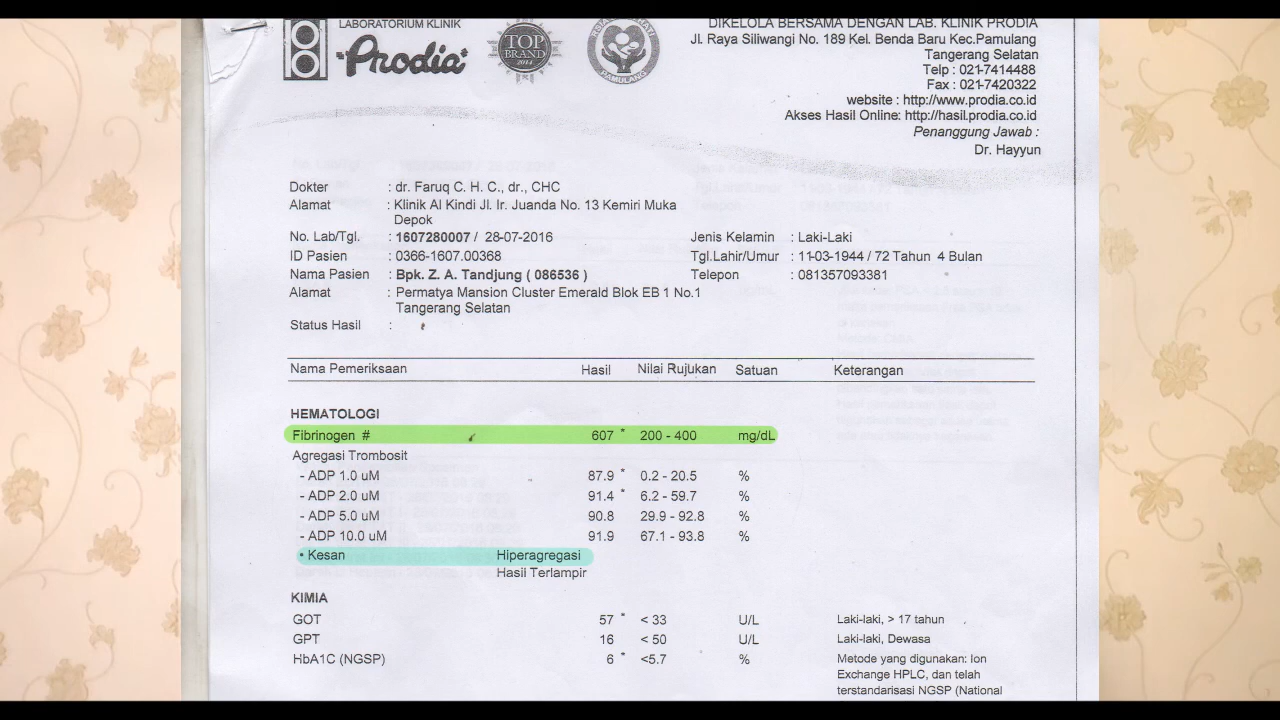 LABORATORIUM KLINIK
Prodia
TOP
BRAND
2014
PAMULANG
DIKELOLA BERSAMA DENGAN LAB. KLINIK PRODIA
Jl. Raya Siliwangi No. 189 Kel. Benda Baru Kec.Pamulang
Tangerang Selatan
Telp : 021-7414488
Fax : 021-7420322
website : http://www.prodia.co.id
Akses Hasil Online: http://hasil.prodia.co.id
Penanggung Jawab :
Dr. Hayyun
Dokter : dr. Faruq C. H. C., dr., CHC
Alamat : Klinik Al Kindi Jl. Ir. Juanda No. 13 Kemiri Muka
Depok
No. Lab/Tgl. : 1607280007 / 28-07-2016 Jenis Kelamin : Laki-Laki
ID Pasien : 0366-1607.00368 Tgl.Lahir/Umur : 11-03-1944 / 72 Tahun 4 Bulan
Nama Pasien : Bpk. Z. A. Tandjung ( 086536 ) Telepon : 081357093381
Alamat : Permatya Mansion Cluster Emerald Blok EB 1 No.1
Tangerang Selatan
Status Hasil :
Nama Pemeriksaan Hasil Nilai Rujukan Satuan Keterangan
HEMATOLOGI
Fibrinogen # 607 * 200 - 400 mg/dL
Agregasi Trombosit
- ADP 1.0 uM 87.9 * 0.2 - 20.5 %
- ADP 2.0 uM 91.4 * 6.2 - 59.7 %
- ADP 5.0 uM 90.8 29.9 - 92.8 %
- ADP 10.0 uM 91.9 67.1 - 93.8 %
• Kesan Hiperagregasi
Hasil Terlampir
KIMIA
GOT 57 * < 33 U/L Laki-laki, > 17 tahun
GPT 16 < 50 U/L Laki-laki, Dewasa
HbA1C (NGSP) 6 * <5.7 % Metode yang digunakan: Ion
Exchange HPLC, dan telah
terstandarisasi NGSP (National